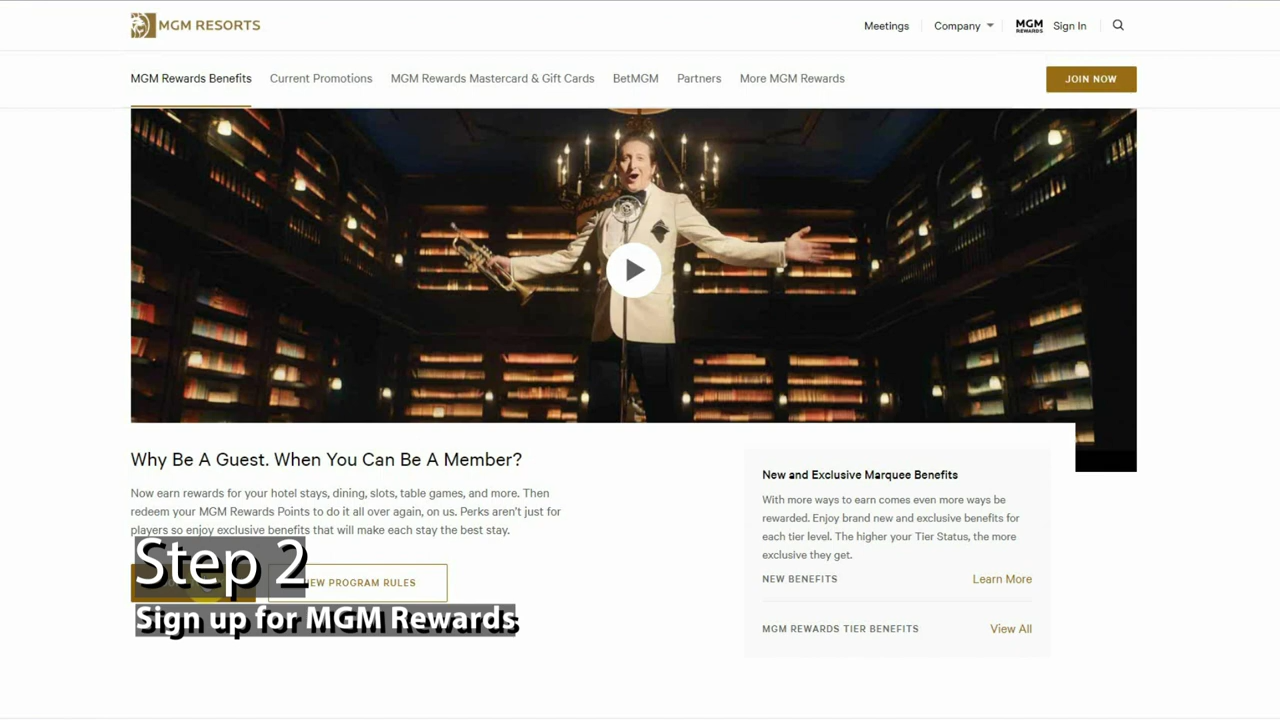 MGM RESORTS
Meetings
Company
MGM REWARDS
Sign In
MGM Rewards Benefits
Current Promotions
MGM Rewards Mastercard & Gift Cards
BetMGM
Partners
More MGM Rewards
JOIN NOW
Why Be A Guest. When You Can Be A Member?
Now earn rewards for your hotel stays, dining, slots, table games, and more. Then
redeem your MGM Rewards Points to do it all over again, on us. Perks aren't just for
players so enjoy exclusive benefits that will make each stay the best stay.
PROGRAM RULES
Step 2
Sign up for MGM Rewards
New and Exclusive Marquee Benefits
With more ways to earn comes even more ways be
rewarded. Enjoy brand new and exclusive benefits for
each tier level. The higher your Tier Status, the more
exclusive they get.
NEW BENEFITS
Learn More
MGM REWARDS TIER BENEFITS
View All